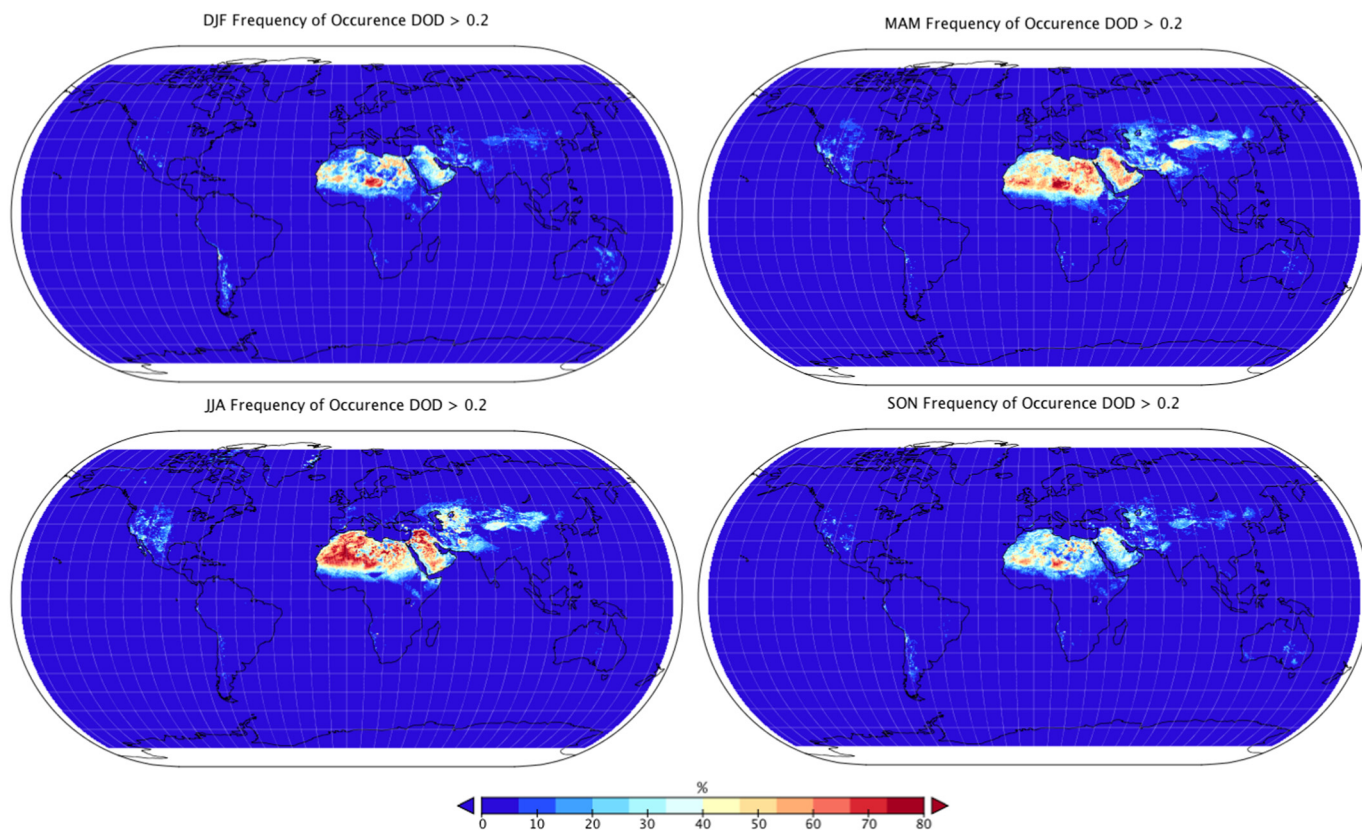 DJF Frequency of Occurence DOD > 0.2
MAM Frequency of Occurence DOD > 0.2
JJA Frequency of Occurence DOD > 0.2
SON Frequency of Occurence DOD > 0.2
%
0 10 20 30 40 50 60 70 80